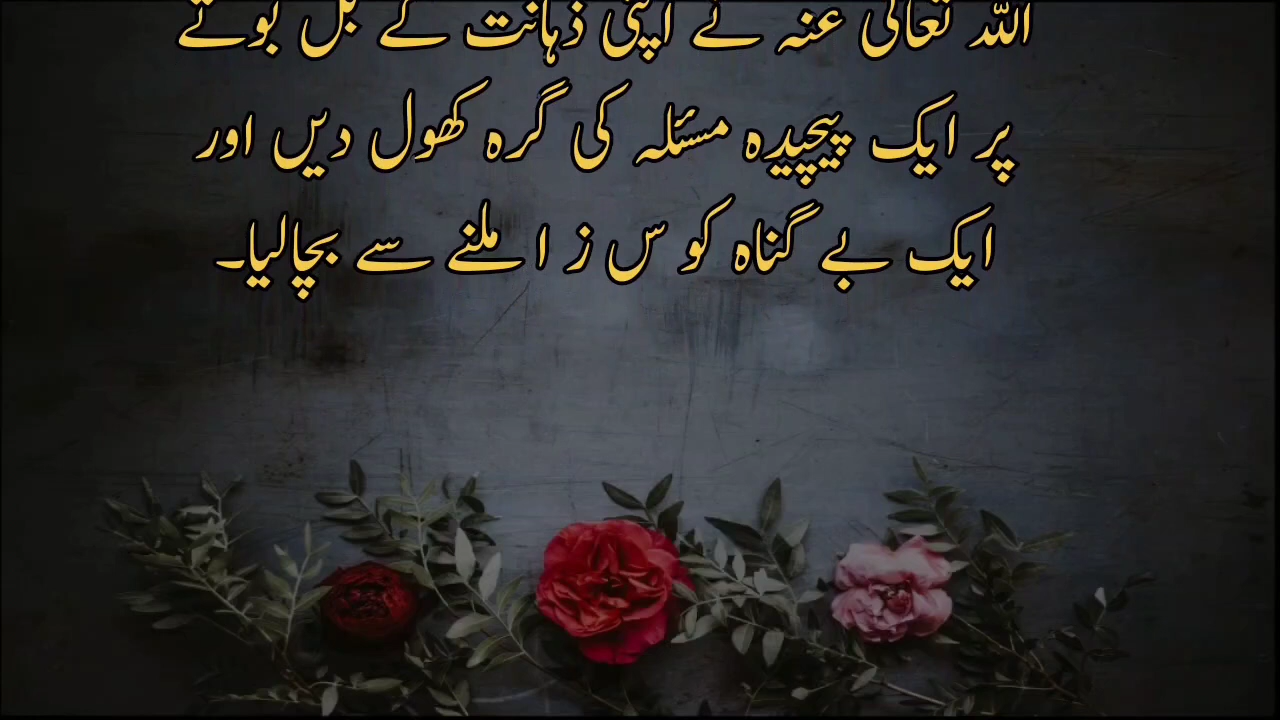 اللہ تعالیٰ عنہ نے اپنی ذہانت کے بل بوتے
پر ایک پیچیدہ مسئلہ کی گرہ کھول دیں اور
ایک بے گناہ کو س ز ا ملنے سے بچالیا۔